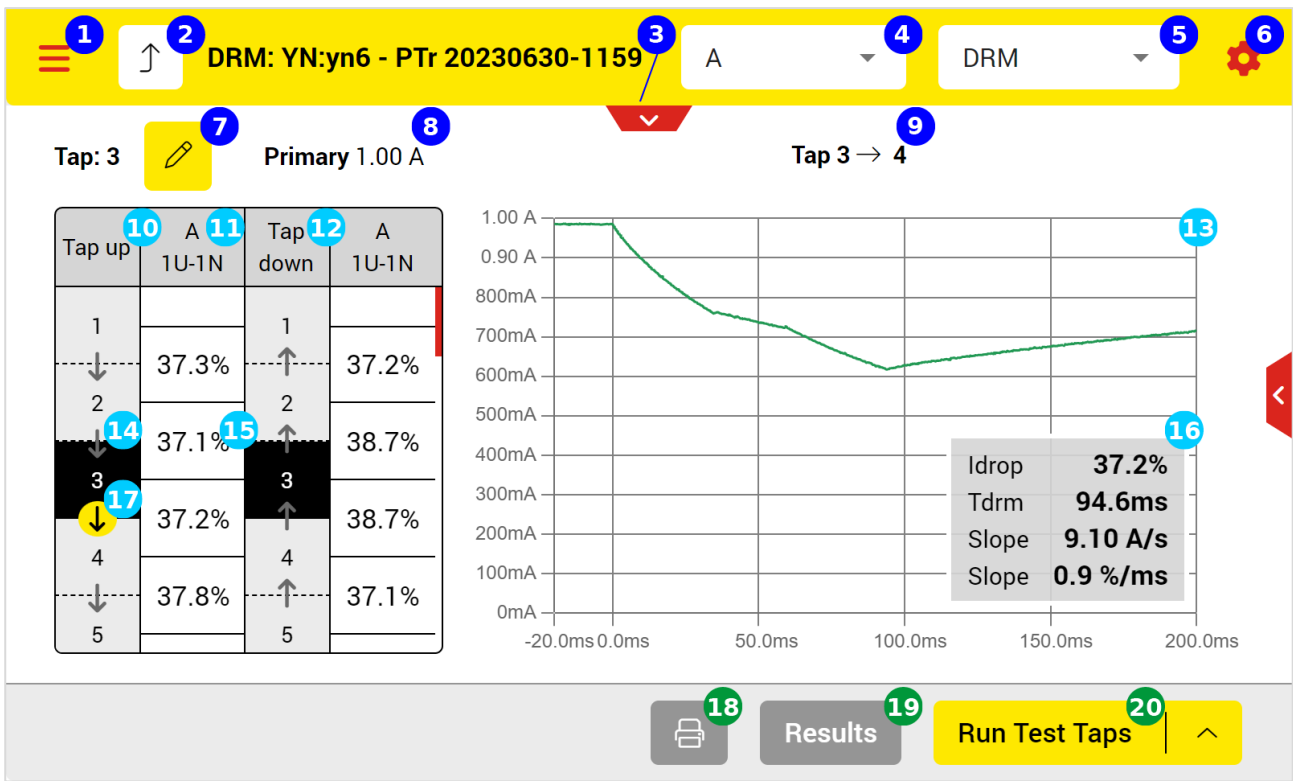 1 2 3 4 5 6
DRM: YN:yn6 - PTr 20230630-1159 A DRM
7 8 9
Tap: 3 Primary 1.00 A Tap 3 → 4
10 11 12 13
Tap up A 1U-1N Tap down A 1U-1N
1 1
37.3% 37.2%
2 2
14 15
37.1% 38.7%
3 3
17
37.2% 38.7%
4 4
37.8% 37.1%
5 5
1.00 A
0.90 A
800mA
700mA
600mA
500mA
400mA
300mA
200mA
100mA
0mA
-20.0ms 0.0ms 50.0ms 100.0ms 150.0ms 200.0ms
16
Idrop 37.2%
Tdrm 94.6ms
Slope 9.10 A/s
Slope 0.9 %/ms
18 19 20
Results Run Test Taps